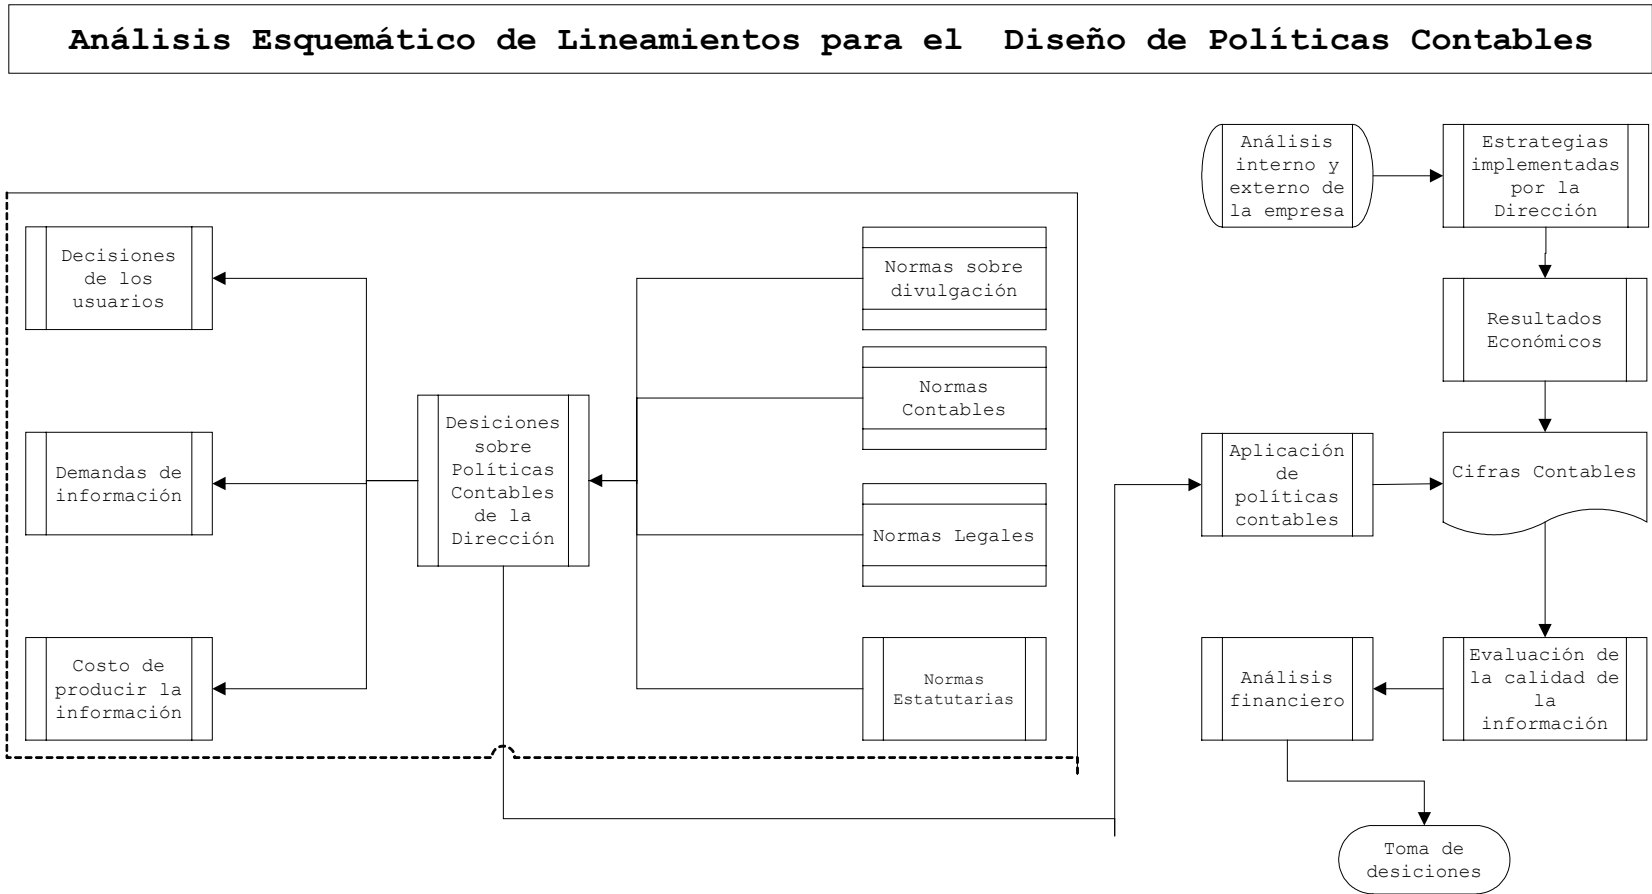 Análisis Esquemático de Lineamientos para el  Diseño de Políticas Contables
Análisis
interno y
externo de
la empresa
Estrategias
implementadas
por la
Dirección
Decisiones
de los
usuarios
Normas sobre
divulgación
Resultados
Económicos
Normas
Contables
Desiciones
sobre
Políticas
Contables
de la
Dirección
Demandas de
información
Normas Legales
Aplicación
de
políticas
contables
Cifras Contables
Costo de
producir la
información
Normas
Estatutarias
Análisis
financiero
Evaluación de
la calidad de
la
información
Toma de
desiciones